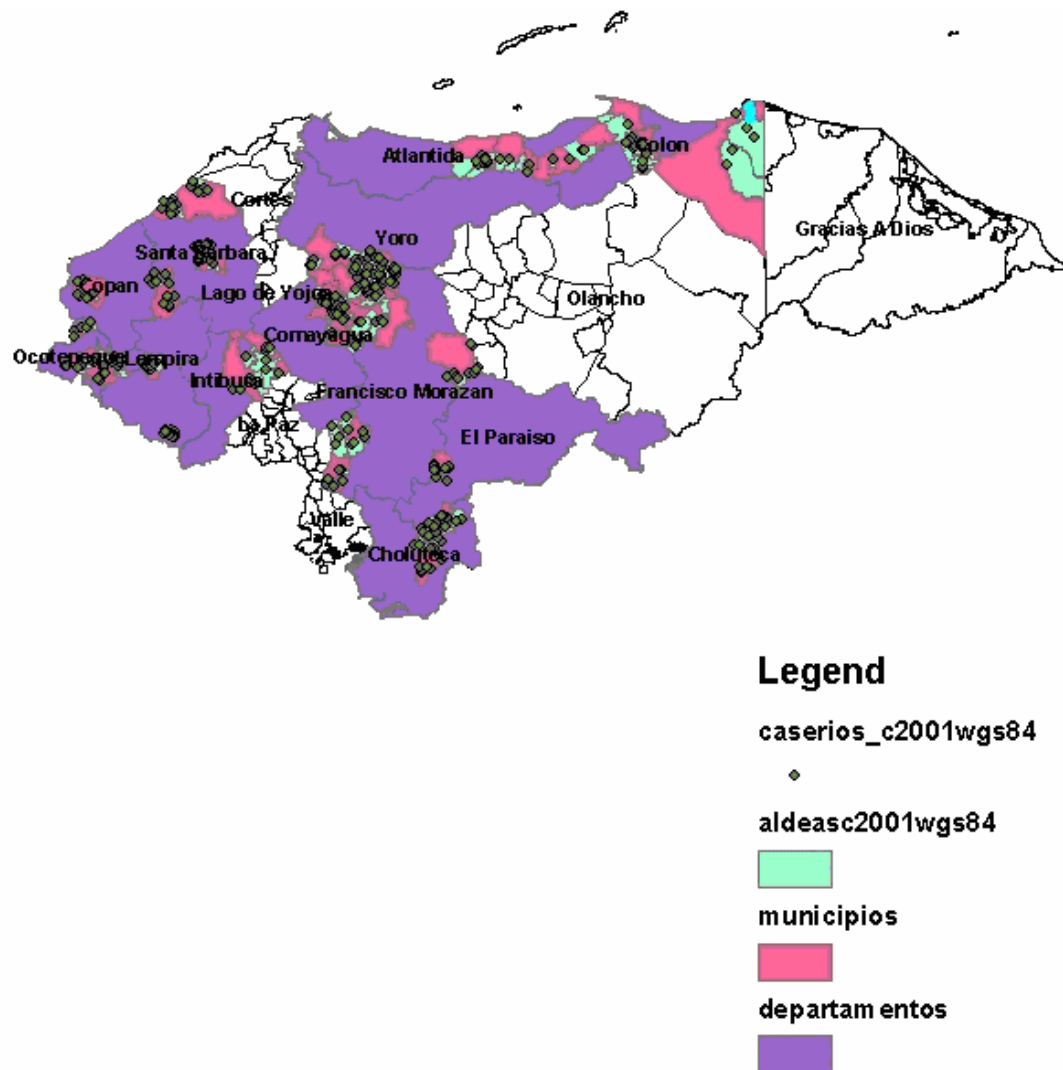 Atlantida
Colon
Cortes
Gracias A Dios
Yoro
Santa Barbara
Copan
Lago de Yojoa
Olancho
Comayagua
Ocotepeque
Lempira
Intibuca
Francisco Morazan
La Paz
El Paraiso
Valle
Choluteca
Legend
caserios_c2001wgs84
aldeasc2001wgs84
municipios
departamentos